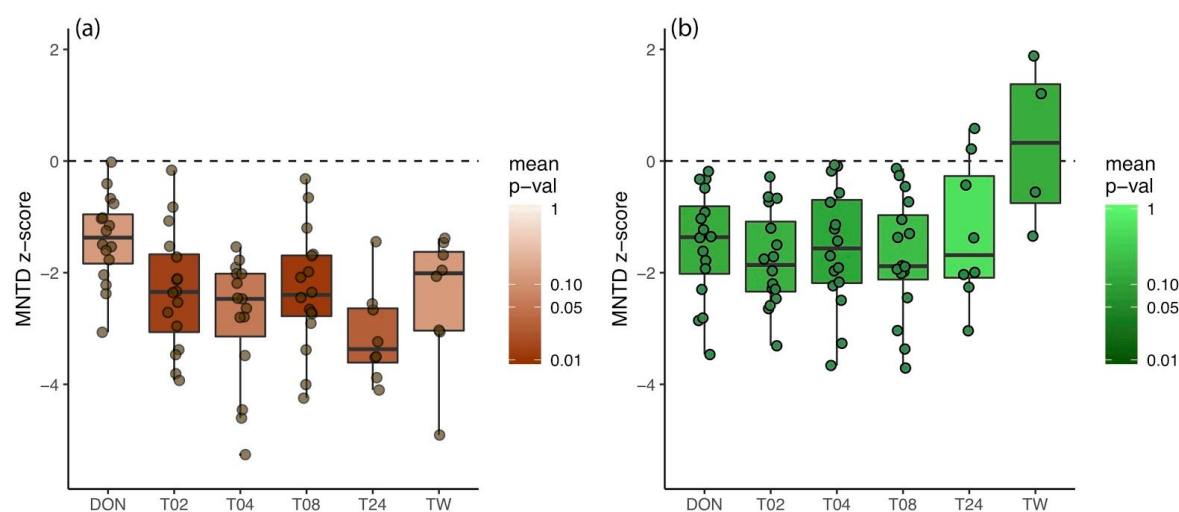 (a)
MNTD z-score
2
0
−2
−4
DON T02 T04 T08 T24 TW
mean
p-val
1
0.10
0.05
0.01
(b)
MNTD z-score
2
0
−2
−4
DON T02 T04 T08 T24 TW
mean
p-val
1
0.10
0.05
0.01